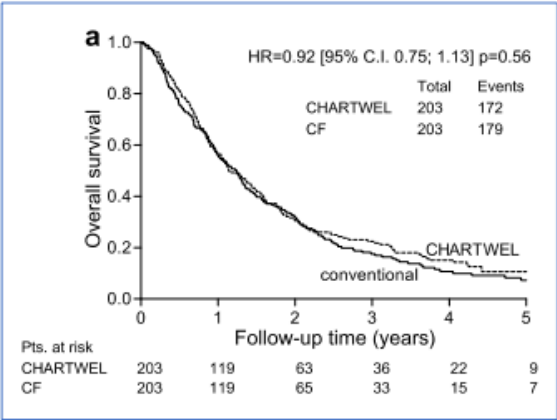 a
HR=0.92 [95% C.I. 0.75; 1.13] p=0.56
Total Events
CHARTWEL 203 172
CF 203 179
Overall survival
1.0
0.8
0.6
0.4
0.2
0.0
CHARTWEL
conventional
0 1 2 3 4 5
Follow-up time (years)
Pts. at risk
CHARTWEL 203 119 63 36 22 9
CF 203 119 65 33 15 7